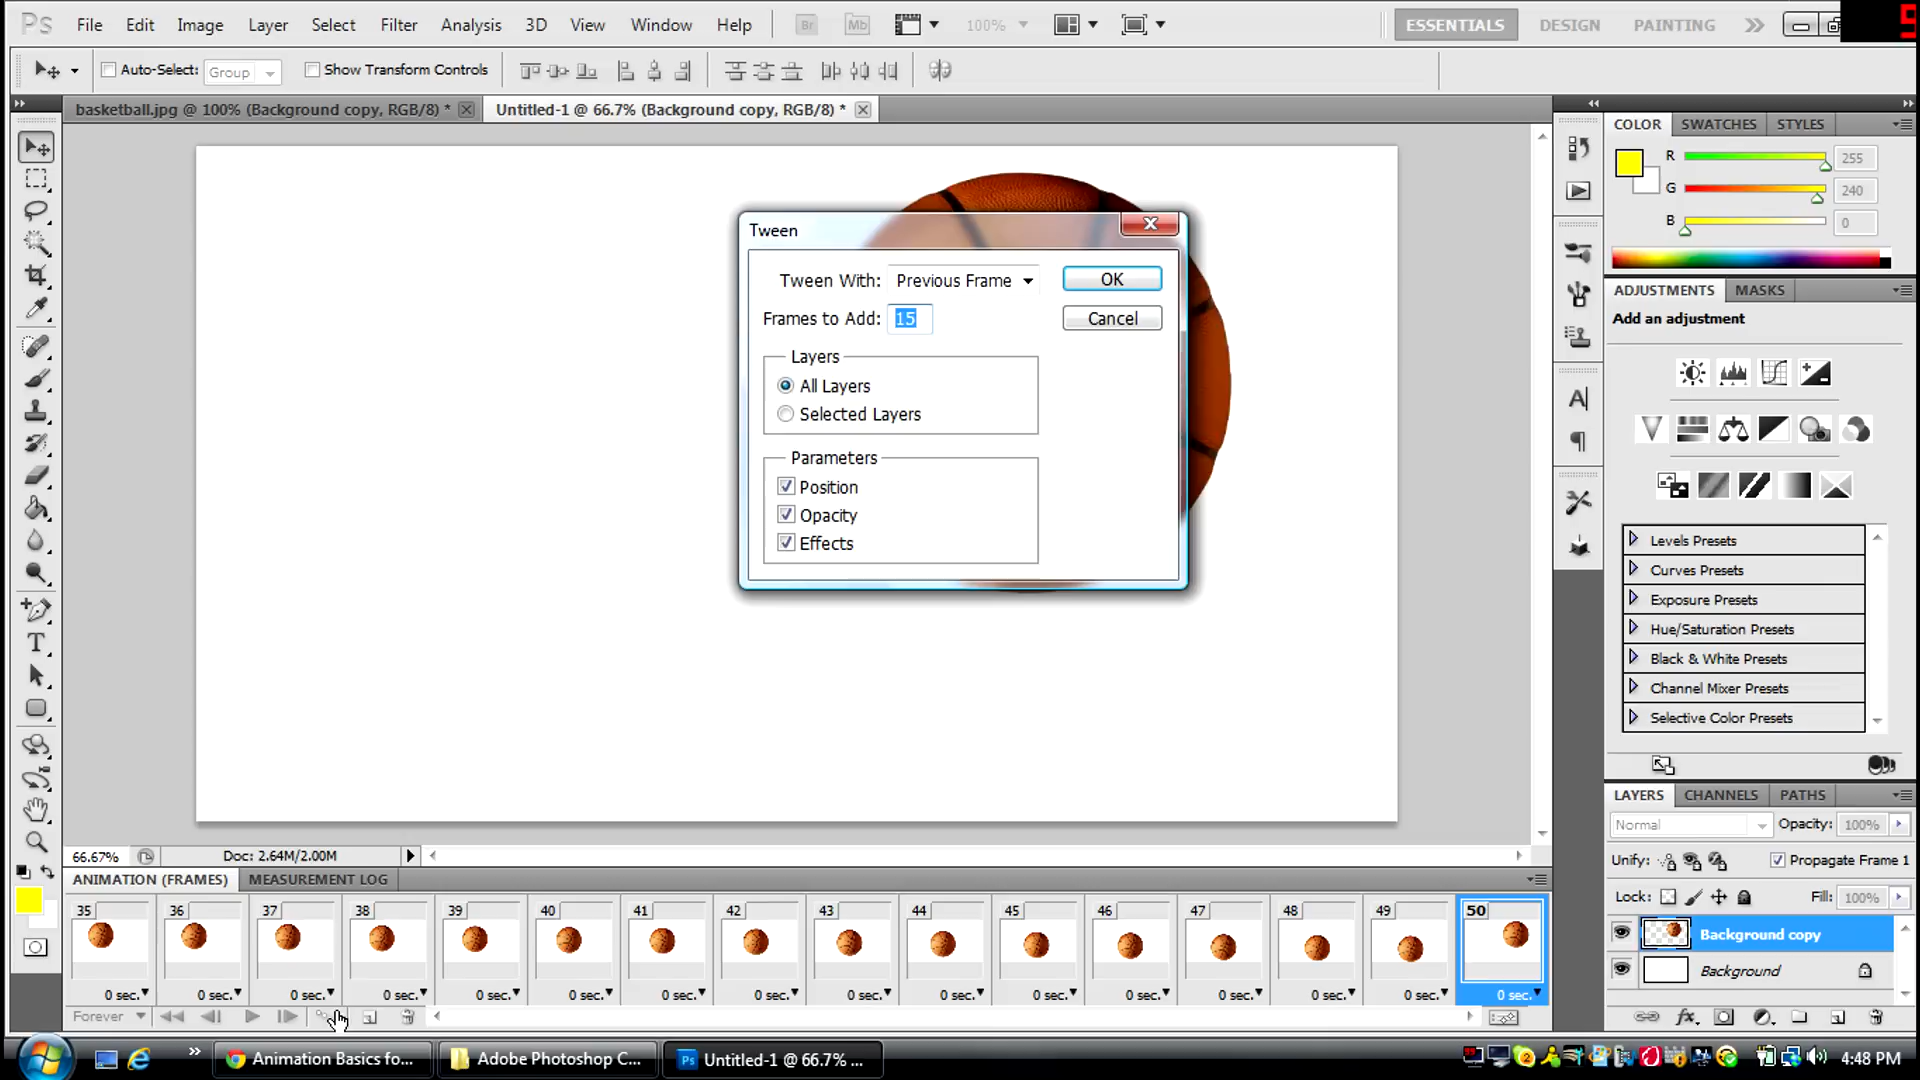 Ps File Edit Image Layer Select Filter Analysis 3D View Window Help Br Mb 100% ESSENTIALS DESIGN PAINTING
Auto-Select: Group Show Transform Controls
basketball.jpg @ 100% (Background copy, RGB/8) * Untitled-1 @ 66.7% (Background copy, RGB/8) *
COLOR SWATCHES STYLES
R 255
G 240
B 0
ADJUSTMENTS MASKS
Add an adjustment
Levels Presets
Curves Presets
Exposure Presets
Hue/Saturation Presets
Black & White Presets
Channel Mixer Presets
Selective Color Presets
Tween
Tween With: Previous Frame OK
Frames to Add: 15 Cancel
Layers
All Layers
Selected Layers
Parameters
Position
Opacity
Effects
LAYERS CHANNELS PATHS
Normal Opacity: 100%
Unify: Propagate Frame 1
Lock: Fill: 100%
Background copy
Background
66.67% Doc: 2.64M/2.00M
ANIMATION (FRAMES) MEASUREMENT LOG
35 36 37 38 39 40 41 42 43 44 45 46 47 48 49 50
0 sec. 0 sec. 0 sec. 0 sec. 0 sec. 0 sec. 0 sec. 0 sec. 0 sec. 0 sec. 0 sec. 0 sec. 0 sec. 0 sec. 0 sec. 0 sec.
Forever
Animation Basics fo... Adobe Photoshop C... Ps Untitled-1 @ 66.7% ... 4:48 PM